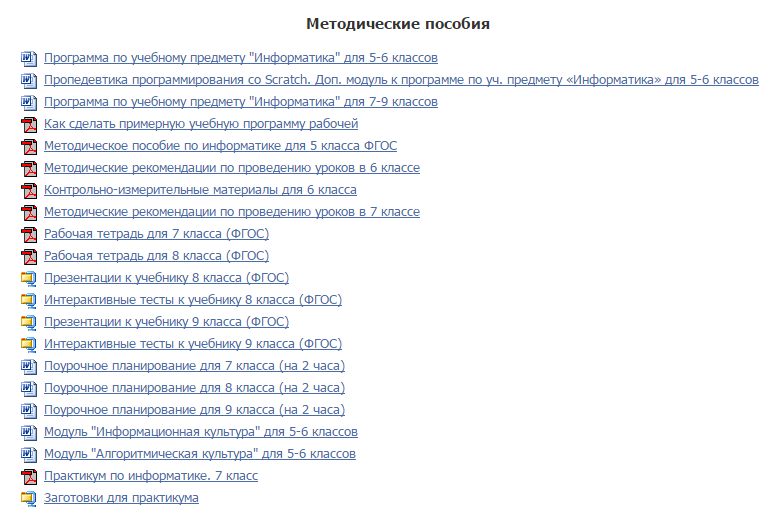 Методические пособия
Программа по учебному предмету "Информатика" для 5-6 классов
Пропедевтика программирования со Scratch. Доп. модуль к программе по уч. предмету «Информатика» для 5-6 классов
Программа по учебному предмету "Информатика" для 7-9 классов
Как сделать примерную учебную программу рабочей
Методическое пособие по информатике для 5 класса ФГОС
Методические рекомендации по проведению уроков в 6 классе
Контрольно-измерительные материалы для 6 класса
Методические рекомендации по проведению уроков в 7 классе
Рабочая тетрадь для 7 класса (ФГОС)
Рабочая тетрадь для 8 класса (ФГОС)
Презентации к учебнику 8 класса (ФГОС)
Интерактивные тесты к учебнику 8 класса (ФГОС)
Презентации к учебнику 9 класса (ФГОС)
Интерактивные тесты к учебнику 9 класса (ФГОС)
Поурочное планирование для 7 класса (на 2 часа)
Поурочное планирование для 8 класса (на 2 часа)
Поурочное планирование для 9 класса (на 2 часа)
Модуль "Информационная культура" для 5-6 классов
Модуль "Алгоритмическая культура" для 5-6 классов
Практикум по информатике. 7 класс
Заготовки для практикума